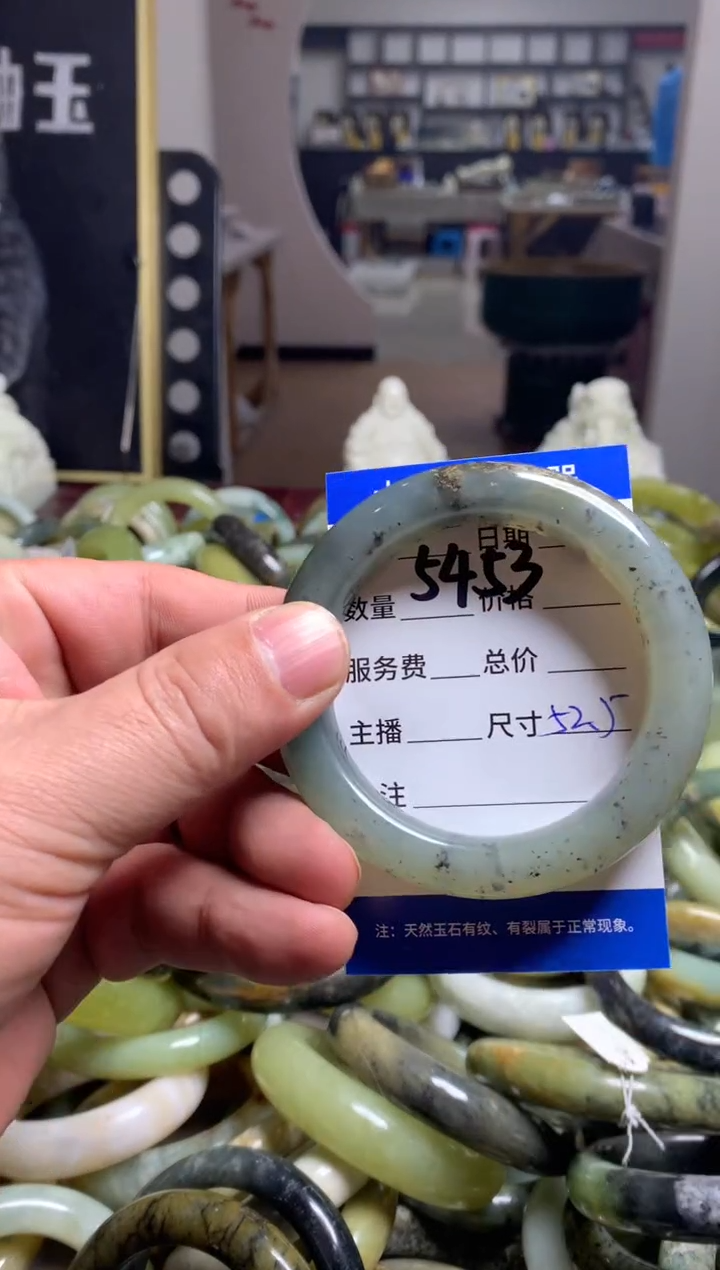 玉
日期
5453
数量 价格
服务费 总价
主播 尺寸 52.5
注
注：天然玉石有纹、有裂属于正常现象。